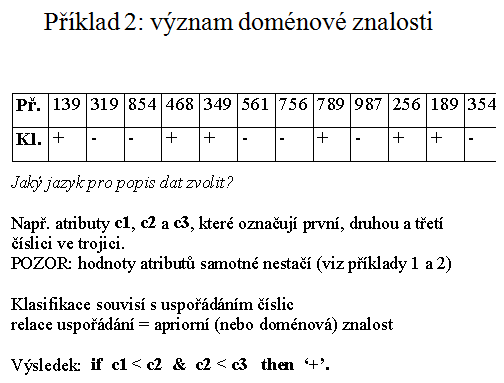 Příklad 2: význam doménové znalosti
Př. 139 319 854 468 349 561 756 789 987 256 189 354
Kl. + - - + + - - + - + + -
Jaký jazyk pro popis dat zvolit?
Např. atributy c1, c2 a c3, které označují první, druhou a třetí
číslici ve trojici.
POZOR: hodnoty atributů samotné nestačí (viz příklady 1 a 2)
Klasifikace souvisí s uspořádáním číslic
relace uspořádání = apriorní (nebo doménová) znalost
Výsledek: if c1 < c2 & c2 < c3 then ‘+’.